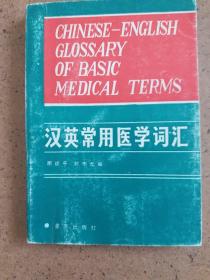 CHINESE-ENGLISH
GLOSSARY
OF BASIC
MEDICAL TERMS
汉英常用医学词汇